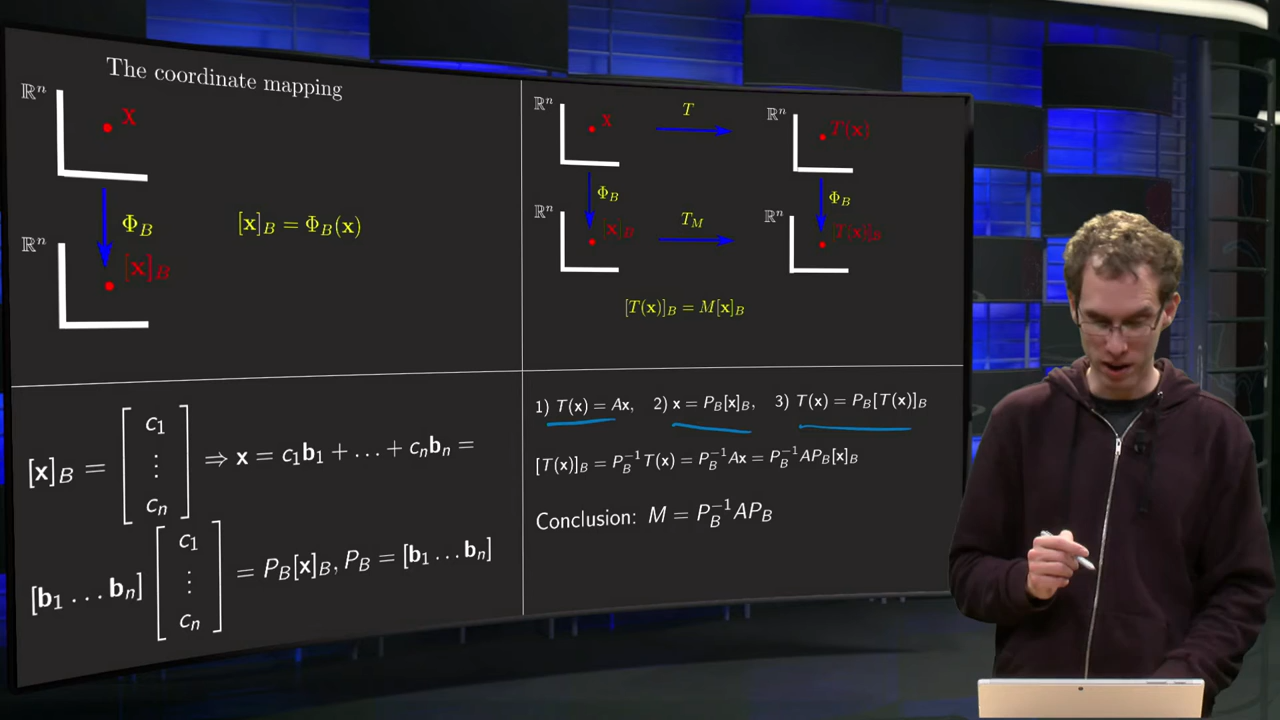 The coordinate mapping
ℝⁿ
x
Φ_B
[x]_B = Φ_B(x)
ℝⁿ
[x]_B
ℝⁿ
x
T
ℝⁿ
T(x)
Φ_B
Φ_B
ℝⁿ
[x]_B
T_M
ℝⁿ
[T(x)]_B
[T(x)]_B = M[x]_B
[x]_B = [c₁ ⋮ cₙ] ⇒ x = c₁b₁ + … + cₙbₙ =
[b₁ … bₙ] [c₁ ⋮ cₙ] = P_B[x]_B, P_B = [b₁ … bₙ]
1) T(x) = Ax, 2) x = P_B[x]_B, 3) T(x) = P_B[T(x)]_B
[T(x)]_B = P_B⁻¹T(x) = P_B⁻¹Ax = P_B⁻¹AP_B[x]_B
Conclusion: M = P_B⁻¹AP_B